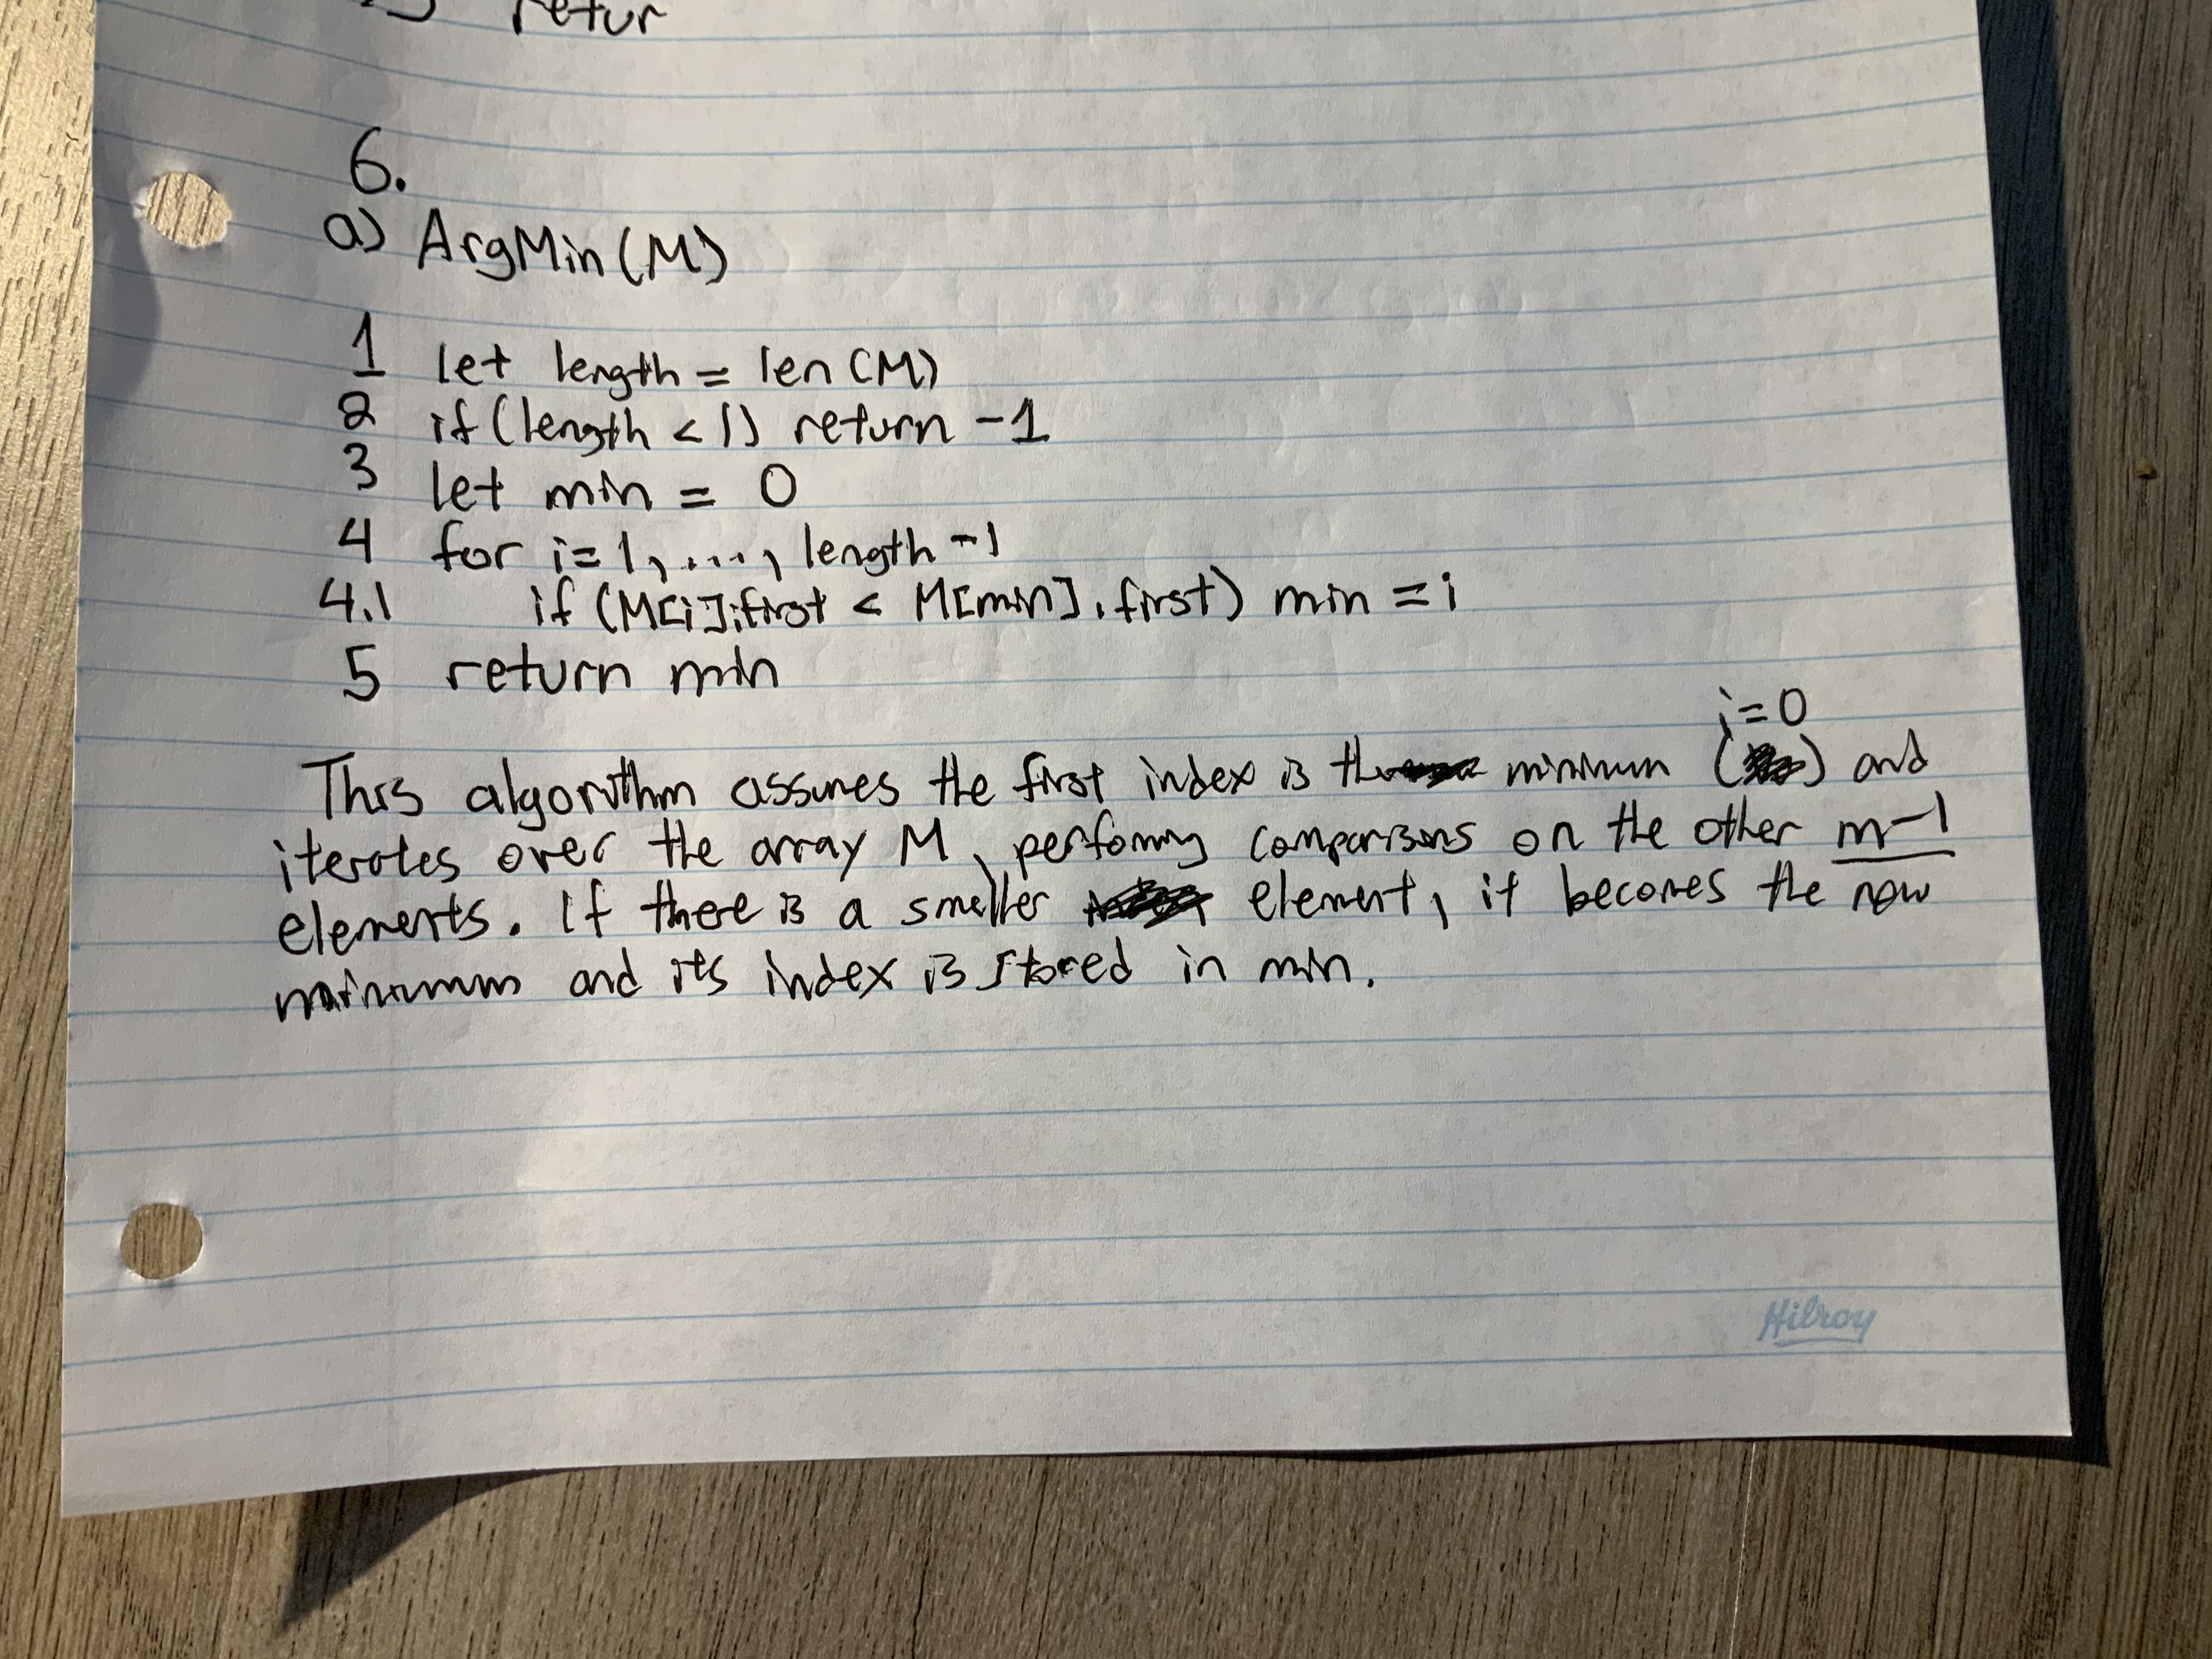 retur
6.
a) ArgMin(M)
1 let length = len(M)
2 if (length < 1) return -1
3 let min = 0
4 for i=1, ..., length -1
4.1 if (M[i].first < M[min].first) min = i
5 return min
i=0
This algorithm assumes the first index is the minimum ( ) and
iterates over the array M, performing comparisons on the other m-1
elements. If there is a smaller element, it becomes the new
minimum and its index is stored in min.
Hilroy